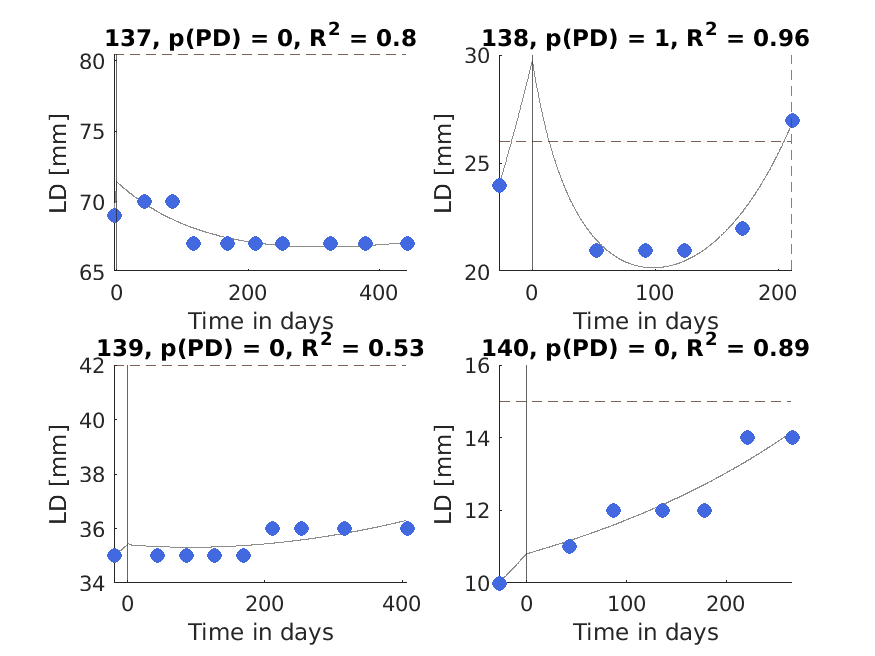 137, p(PD) = 0, R² = 0.8
80
75
70
65
LD [mm]
0 200 400
Time in days
138, p(PD) = 1, R² = 0.96
30
25
20
LD [mm]
0 100 200
Time in days
139, p(PD) = 0, R² = 0.53
42
40
38
36
34
LD [mm]
0 200 400
Time in days
140, p(PD) = 0, R² = 0.89
16
14
12
10
LD [mm]
0 100 200
Time in days